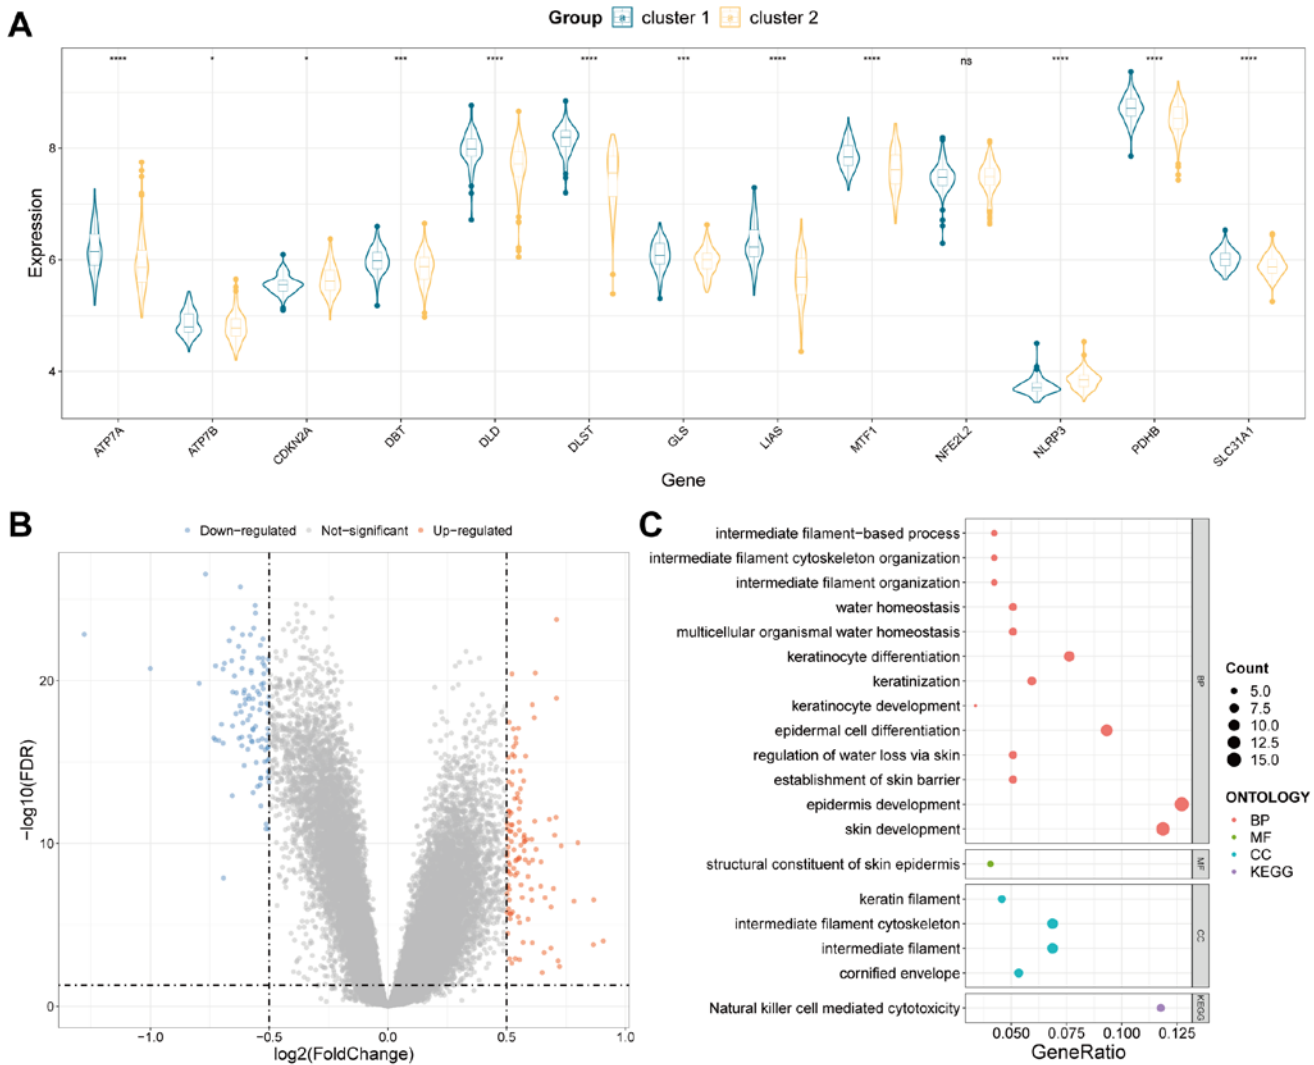 A
Group cluster 1 cluster 2
**** * * *** **** **** *** **** **** ns **** **** ****
Expression
8
6
4
ATP7A ATP7B CDKN2A DBT DLD DLST GLS LIAS MTF1 NFE2L2 NLRP3 PDHB SLC31A1
Gene
B
Down-regulated Not-significant Up-regulated
-log10(FDR)
20
10
0
-1.0 -0.5 0.0 0.5 1.0
log2(FoldChange)
C
intermediate filament-based process
intermediate filament cytoskeleton organization
intermediate filament organization
water homeostasis
multicellular organismal water homeostasis
keratinocyte differentiation
keratinization
keratinocyte development
epidermal cell differentiation
regulation of water loss via skin
establishment of skin barrier
epidermis development
skin development
BP
structural constituent of skin epidermis
MF
keratin filament
intermediate filament cytoskeleton
intermediate filament
cornified envelope
CC
Natural killer cell mediated cytotoxicity
KEGG
0.050 0.075 0.100 0.125
GeneRatio
Count
5.0
7.5
10.0
12.5
15.0
ONTOLOGY
BP
MF
CC
KEGG